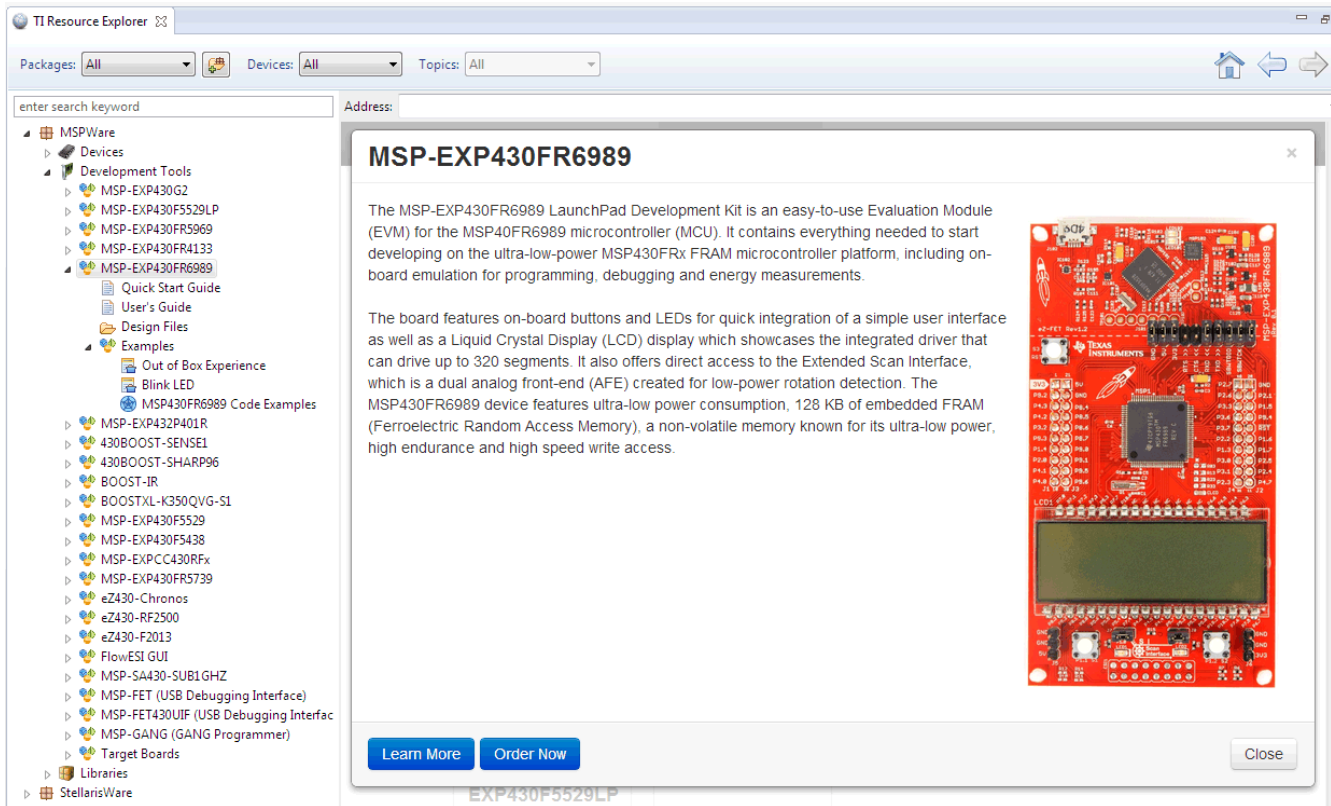 TI Resource Explorer
Packages: All Devices: All Topics: All
enter search keyword
Address:
MSPWare
Devices
Development Tools
MSP-EXP430G2
MSP-EXP430F5529LP
MSP-EXP430FR5969
MSP-EXP430FR4133
MSP-EXP430FR6989
Quick Start Guide
User's Guide
Design Files
Examples
Out of Box Experience
Blink LED
MSP430FR6989 Code Examples
MSP-EXP432P401R
430BOOST-SENSE1
430BOOST-SHARP96
BOOST-IR
BOOSTXL-K350QVG-S1
MSP-EXP430F5529
MSP-EXP430F5438
MSP-EXPCC430RFx
MSP-EXP430FR5739
eZ430-Chronos
eZ430-RF2500
eZ430-F2013
FlowESI GUI
MSP-SA430-SUB1GHZ
MSP-FET (USB Debugging Interface)
MSP-FET430UIF (USB Debugging Interfac
MSP-GANG (GANG Programmer)
Target Boards
Libraries
StellarisWare
MSP-EXP430FR6989
The MSP-EXP430FR6989 LaunchPad Development Kit is an easy-to-use Evaluation Module
(EVM) for the MSP40FR6989 microcontroller (MCU). It contains everything needed to start
developing on the ultra-low-power MSP430FRx FRAM microcontroller platform, including on-
board emulation for programming, debugging and energy measurements.
The board features on-board buttons and LEDs for quick integration of a simple user interface
as well as a Liquid Crystal Display (LCD) display which showcases the integrated driver that
can drive up to 320 segments. It also offers direct access to the Extended Scan Interface,
which is a dual analog front-end (AFE) created for low-power rotation detection. The
MSP430FR6989 device features ultra-low power consumption, 128 KB of embedded FRAM
(Ferroelectric Random Access Memory), a non-volatile memory known for its ultra-low power,
high endurance and high speed write access.
MSP-EXP430FR6989
eZ-FET Rev1.2
TEXAS
INSTRUMENTS
MSP1
LCD1
Scan
Interface
Learn More
Order Now
Close
EXP430F5529LP